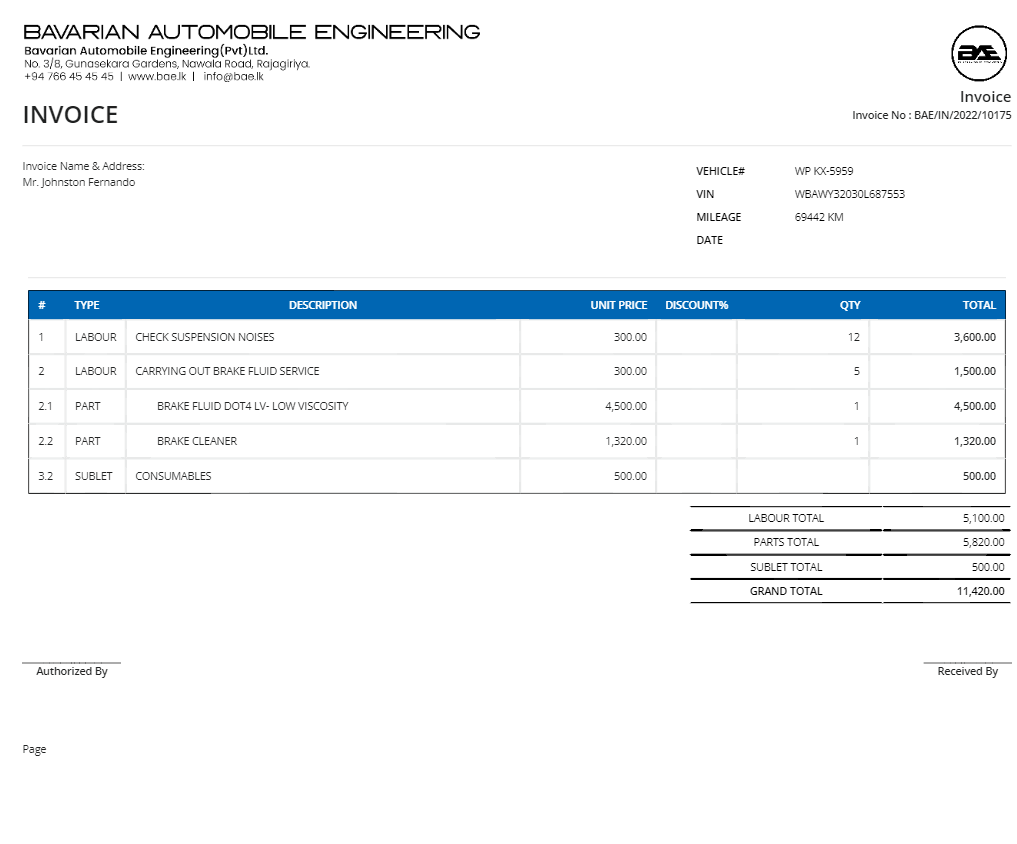 BAVARIAN AUTOMOBILE ENGINEERING
Bavarian Automobile Engineering(Pvt)Ltd.
No. 3/8, Gunasekara Gardens, Nawala Road, Rajagiriya.
+94 766 45 45 45 | www.bae.lk | info@bae.lk
BAE
Invoice
INVOICE
Invoice No : BAE/IN/2022/10175
Invoice Name & Address:
Mr. Johnston Fernando
VEHICLE# WP KX-5959
VIN WBAWY32030L687553
MILEAGE 69442 KM
DATE
# TYPE DESCRIPTION UNIT PRICE DISCOUNT% QTY TOTAL
1 LABOUR CHECK SUSPENSION NOISES 300.00 12 3,600.00
2 LABOUR CARRYING OUT BRAKE FLUID SERVICE 300.00 5 1,500.00
2.1 PART BRAKE FLUID DOT4 LV- LOW VISCOSITY 4,500.00 1 4,500.00
2.2 PART BRAKE CLEANER 1,320.00 1 1,320.00
3.2 SUBLET CONSUMABLES 500.00 500.00
LABOUR TOTAL 5,100.00
PARTS TOTAL 5,820.00
SUBLET TOTAL 500.00
GRAND TOTAL 11,420.00
Authorized By Received By
Page